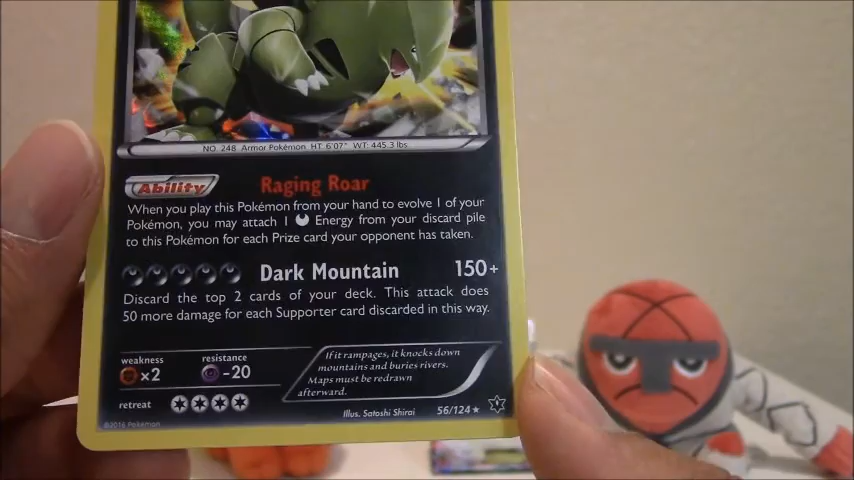 NO. 248 Armor Pokémon HT: 6'07" WT: 445.3 lbs
Ability Raging Roar
When you play this Pokémon from your hand to evolve 1 of your
Pokémon, you may attach 1 Energy from your discard pile
to this Pokémon for each Prize card your opponent has taken.
Dark Mountain 150+
Discard the top 2 cards of your deck. This attack does
50 more damage for each Supporter card discarded in this way.
weakness resistance
×2 -20
retreat
If it rampages, it knocks down
mountains and buries rivers.
Maps must be redrawn
afterward.
Illus. Satoshi Shirai 56/124★
©2016 Pokémon